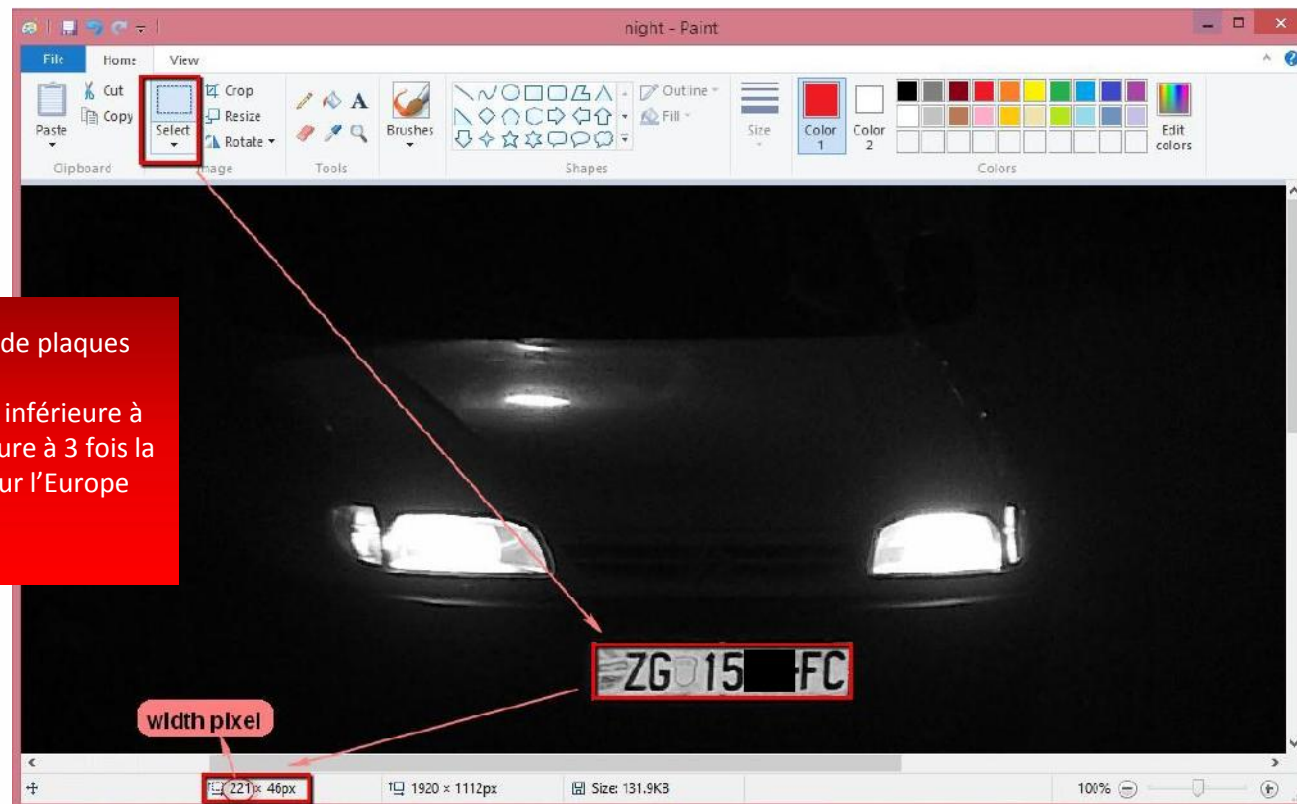 night - Paint
File Home View
Cut
Copy
Paste
Clipboard
Select
Crop
Resize
Rotate
Image
A
Tools
Brushes
Outline
Fill
Shapes
Size
Color 1
Color 2
Edit colors
Colors
de plaques
inférieure à
ure à 3 fois la
ur l'Europe
ZG 15 FC
width pixel
221 × 46px
1920 × 1112px
Size: 131.9KB
100%